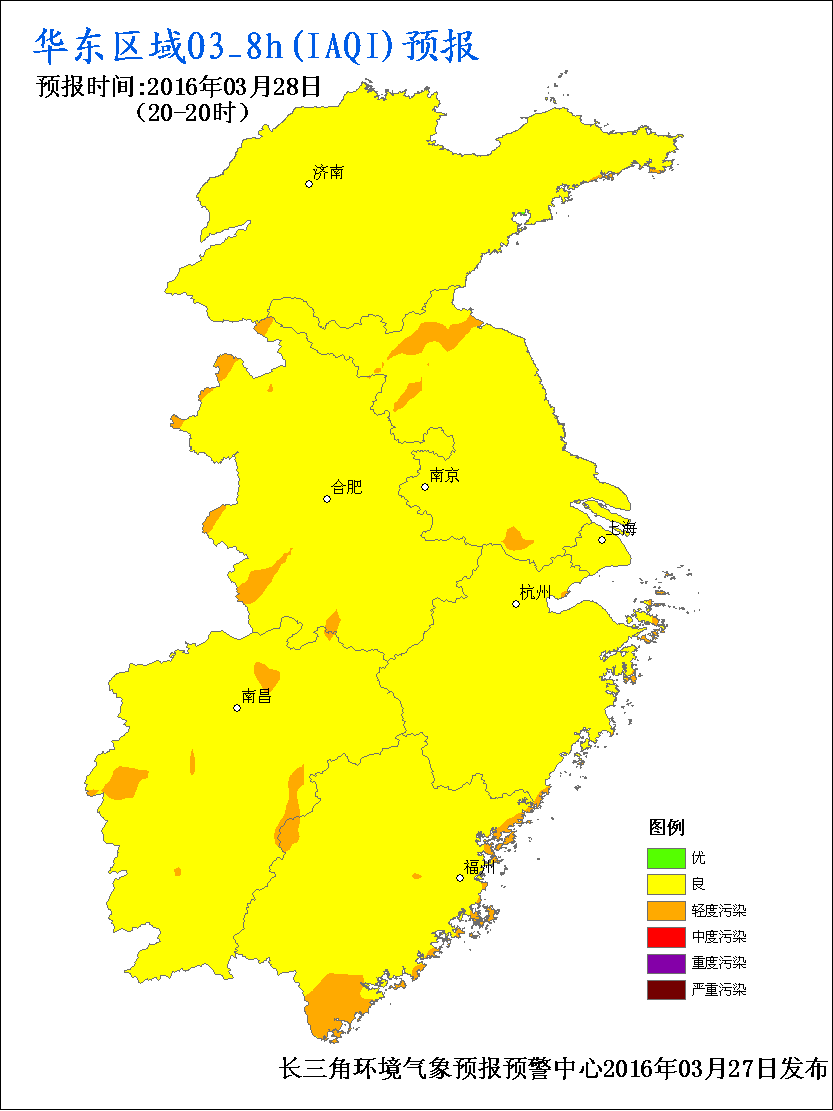 华东区域O3_8h(IAQI)预报
预报时间:2016年03月28日
(20-20时)
济南
南京
合肥
上海
杭州
南昌
图例
优
福州
良
轻度污染
中度污染
重度污染
严重污染
长三角环境气象预报预警中心2016年03月27日发布